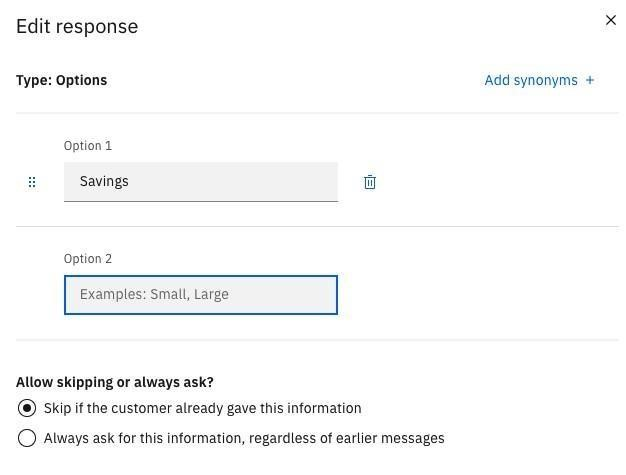 Edit response
Type: Options
Add synonyms +
Option 1
Savings
Option 2
Examples: Small, Large
Allow skipping or always ask?
Skip if the customer already gave this information
Always ask for this information, regardless of earlier messages